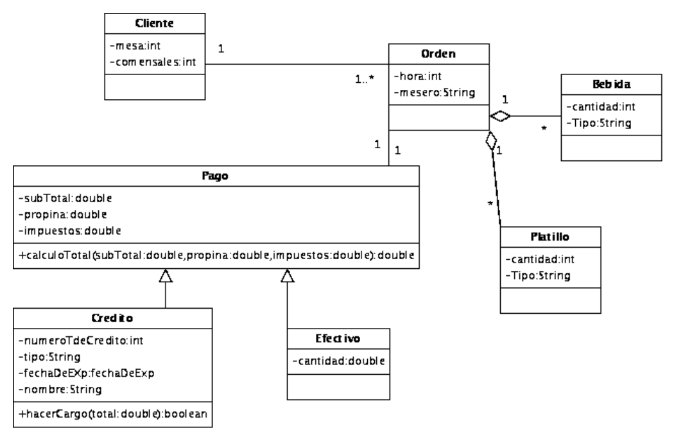 Cliente
-mesa:int
-comensales:int
1
1..*
Orden
-hora:int
-mesero:String
1
*
Bebida
-cantidad:int
-Tipo:String
1
1
1
*
Pago
-subTotal:double
-propina:double
-impuestos:double
+calculoTotal(subTotal:double,propina:double,impuestos:double):double
Platillo
-cantidad:int
-Tipo:String
Credito
-numeroTdeCredito:int
-tipo:String
-fechaDeEXp:fechaDeExp
-nombre:String
+hacerCargo(total:double):boolean
Efectivo
-cantidad:double